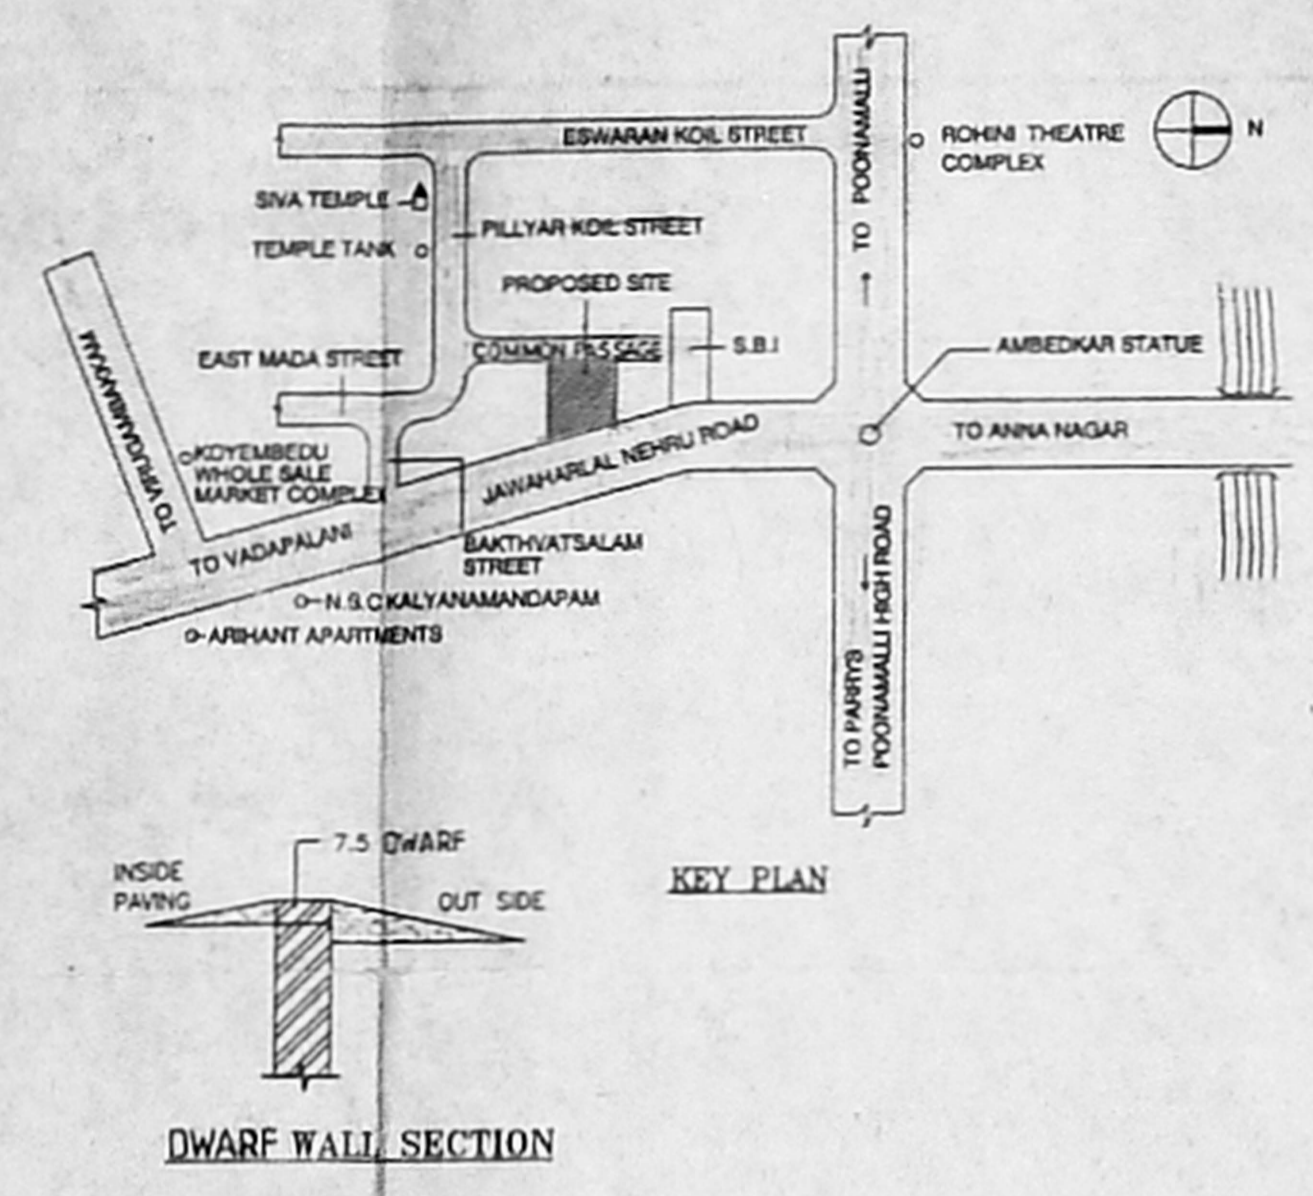 ESWARAN KOIL STREET
TO POONAMALLI
ROHINI THEATRE
COMPLEX
N
SIVA TEMPLE
PILLYAR KOIL STREET
TEMPLE TANK
PROPOSED SITE
COMMON PASSAGE
S.B.I
AMBEDKAR STATUE
EAST MADA STREET
TO VIRUGAMBAKKAM
TO ANNA NAGAR
JAWAHARLAL NEHRU ROAD
KOYEMBEDU
WHOLE SALE
MARKET COMPLEX
TO VADAPALANI
BAKTHVATSALAM
STREET
N.S.C KALYANAMANDAPAM
ARIHANT APARTMENTS
TO PARRYS
POONAMALLI HIGH ROAD
KEY PLAN
7.5 DWARF
INSIDE
PAVING
OUT SIDE
DWARF WALL SECTION